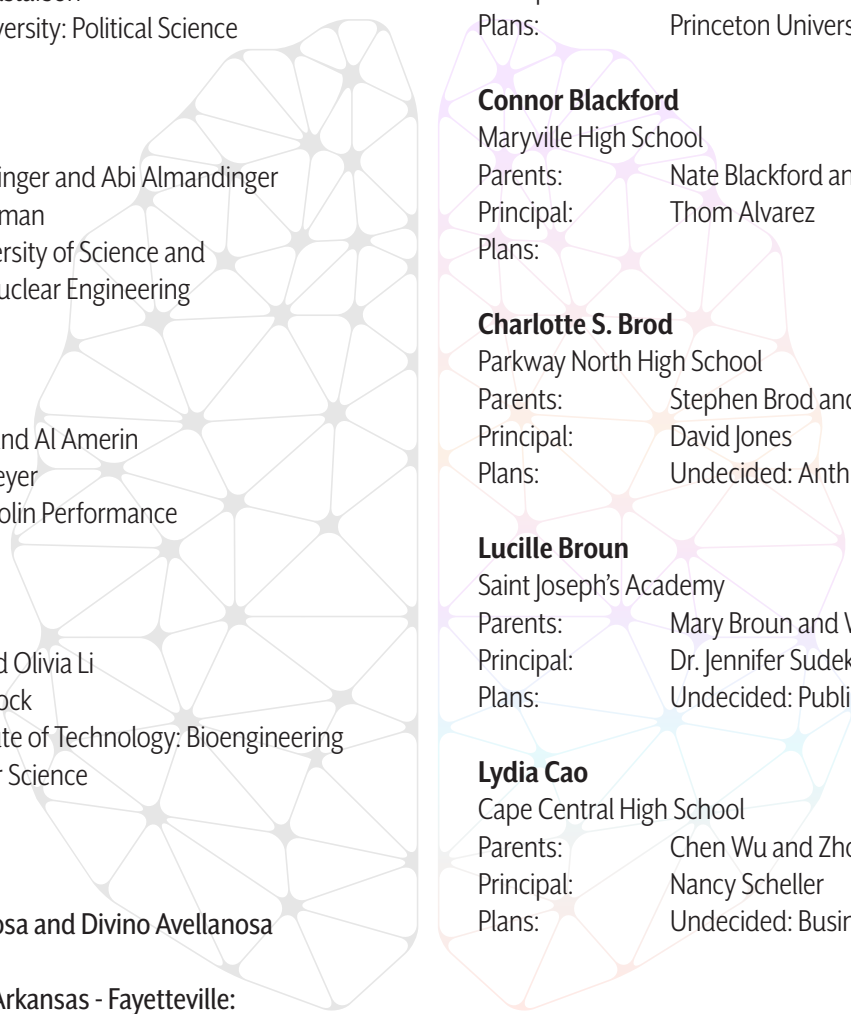 versity: Political Science
inger and Abi Almandinger
man
ersity of Science and
uclear Engineering
nd Al Amerin
eyer
olin Performance
d Olivia Li
ock
te of Technology: Bioengineering
r Science
osa and Divino Avellanosa
Arkansas - Fayetteville:
Plans: Princeton Univers
Connor Blackford
Maryville High School
Parents: Nate Blackford an
Principal: Thom Alvarez
Plans:
Charlotte S. Brod
Parkway North High School
Parents: Stephen Brod and
Principal: David Jones
Plans: Undecided: Anth
Lucille Broun
Saint Joseph’s Academy
Parents: Mary Broun and
Principal: Dr. Jennifer Sudek
Plans: Undecided: Publi
Lydia Cao
Cape Central High School
Parents: Chen Wu and Zho
Principal: Nancy Scheller
Plans: Undecided: Busin